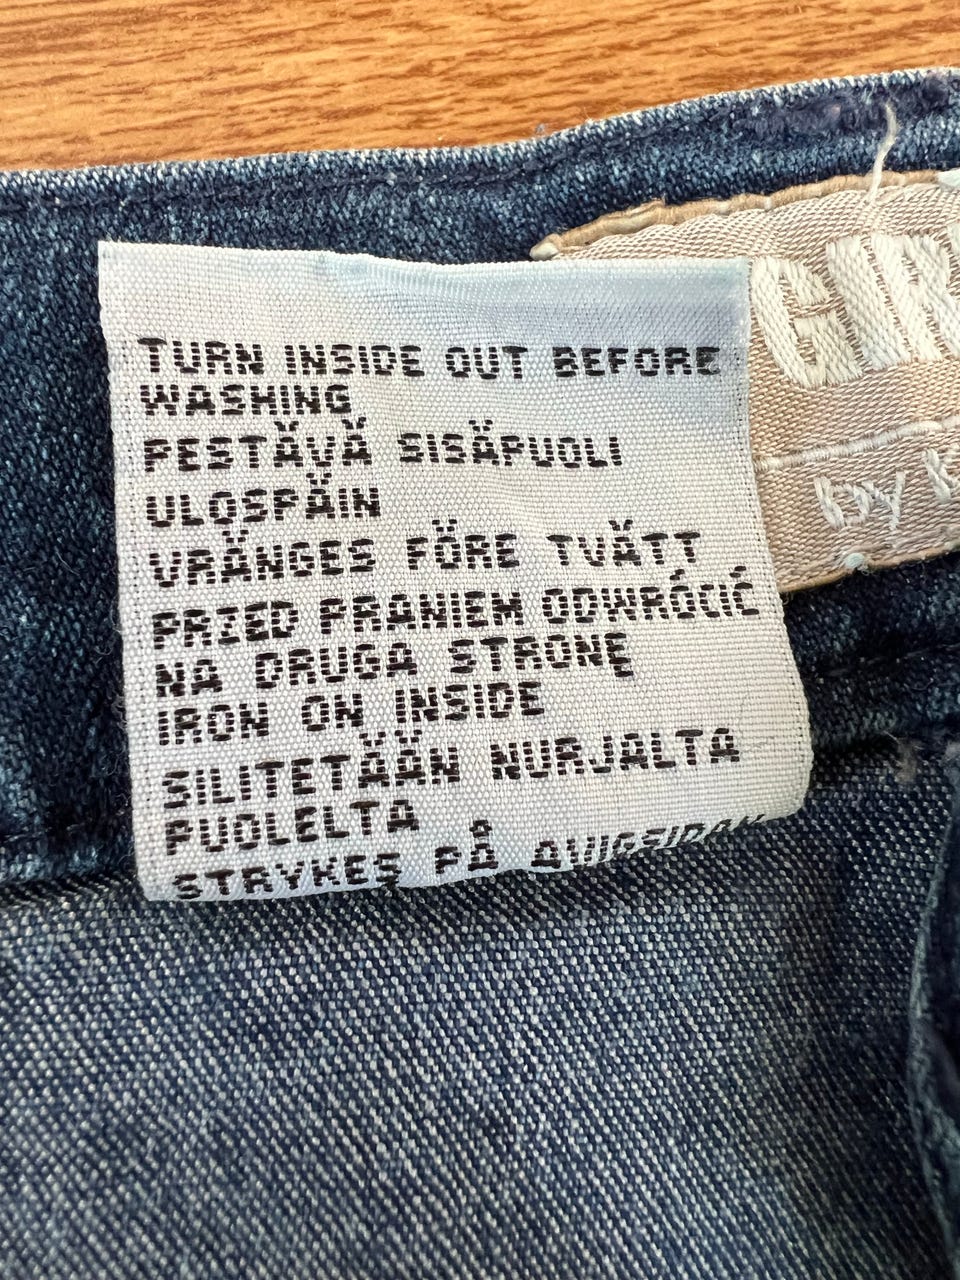 TURN INSIDE OUT BEFORE
WASHING
PESTÄVÄ SISÄPUOLI
ULOSPÄIN
VRÄNGES FÖRE TVÄTT
PRZED PRANIEM ODWRÓCIĆ
NA DRUGA STRONĘ
IRON ON INSIDE
SILITETÄÄN NURJALTA
PUOLELTA
STRYKES PÅ
by